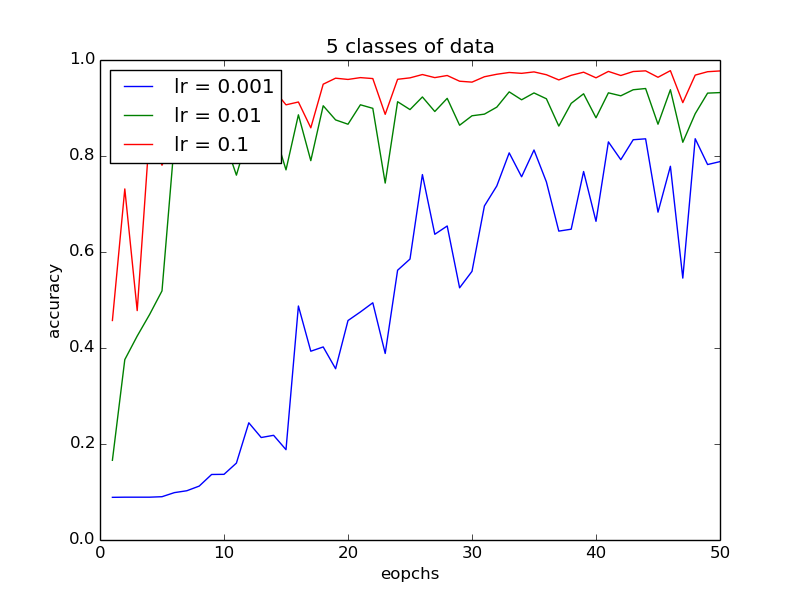 5 classes of data
lr = 0.001
lr = 0.01
lr = 0.1
1.0
0.8
0.6
0.4
0.2
0.0
accuracy
0 10 20 30 40 50
eopchs